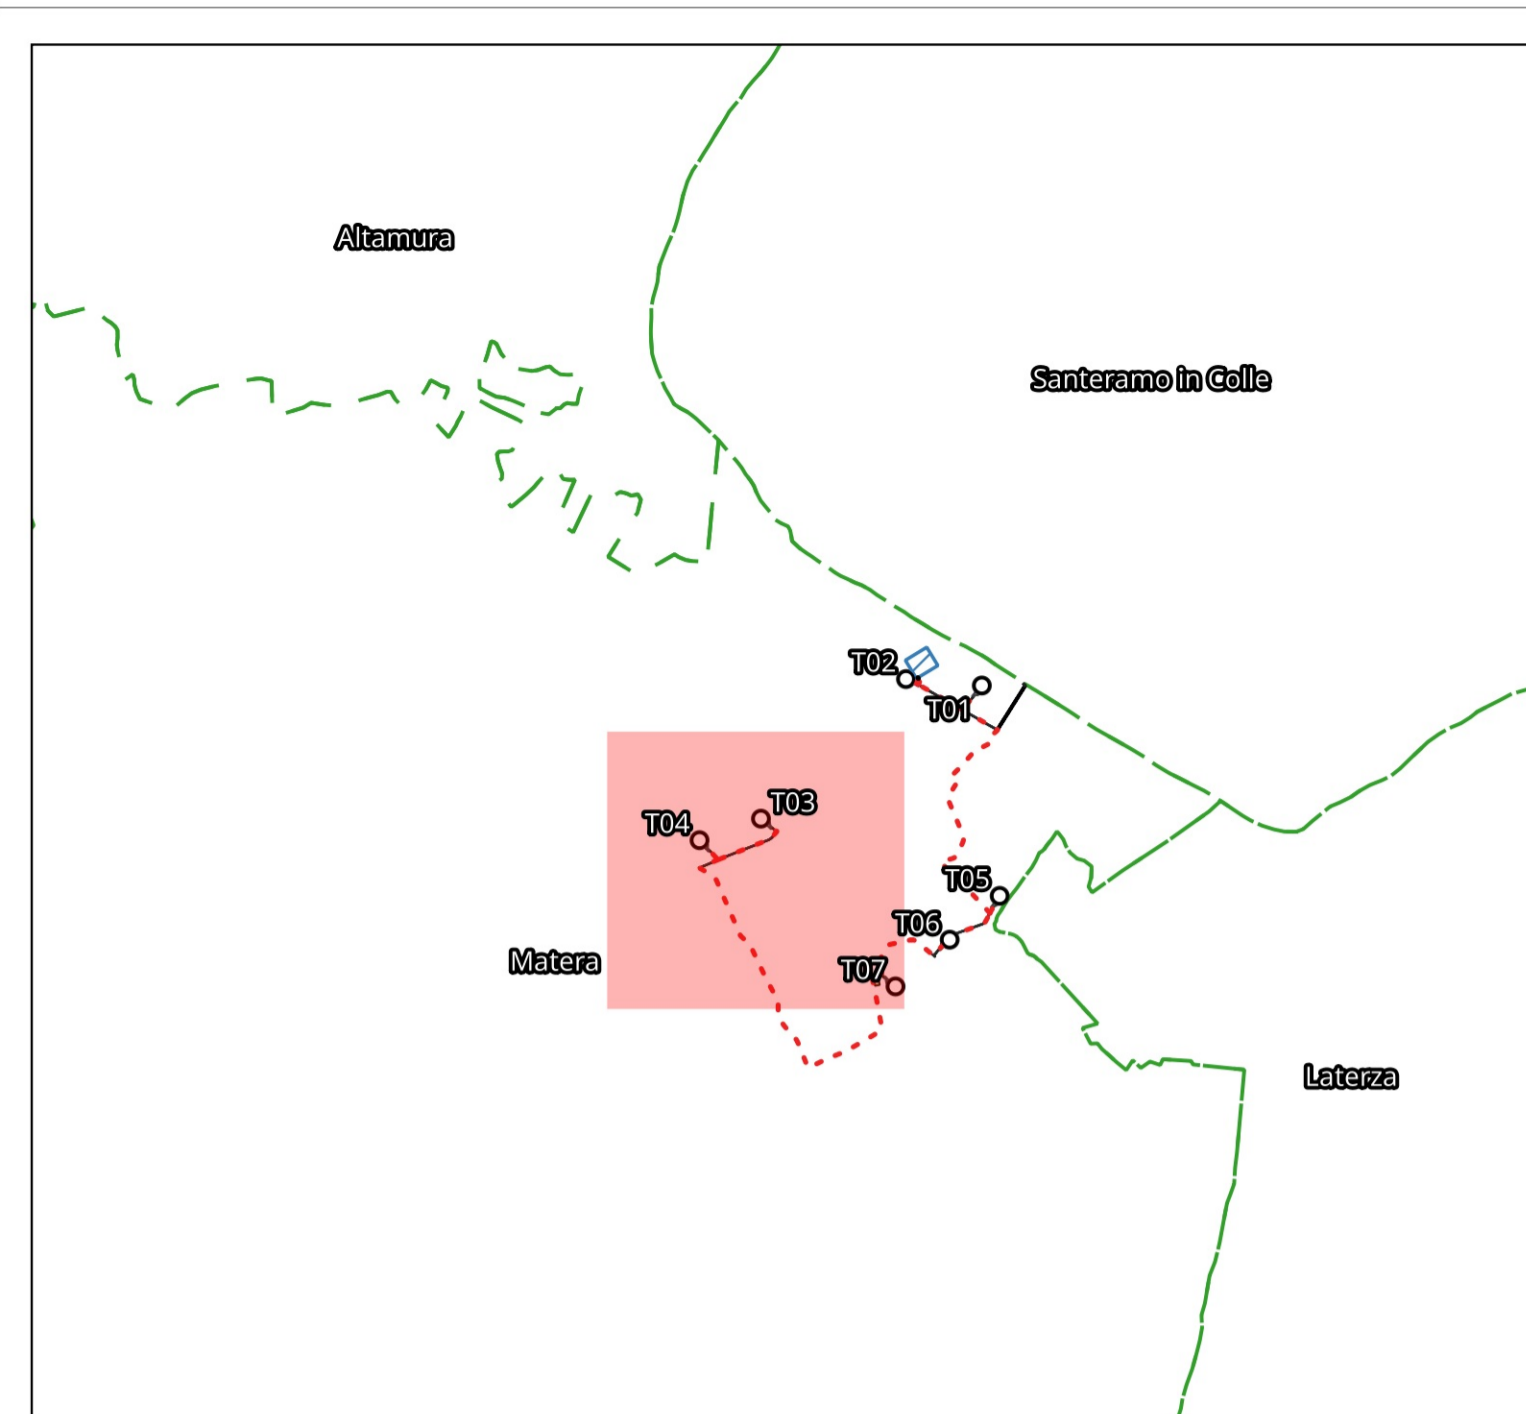 Altamura
Santeramo in Colle
T02
T01
T03
T04
T05
T06
Matera
T07
Laterza